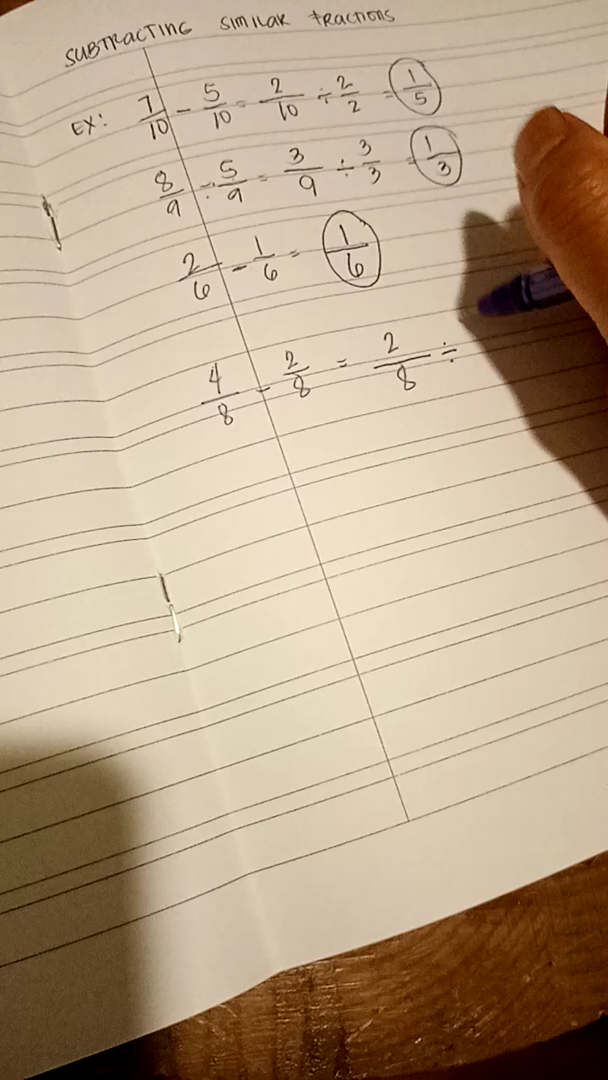 SUBTRACTING SIMILAR FRACTIONS
EX: 7/10 - 5/10 = 2/10 ÷ 2/2 = 1/5
8/9 ÷ 5/9 = 3/9 ÷ 3/3 = 1/3
2/6 - 1/6 = 1/6
4/8 - 2/8 = 2/8 ÷